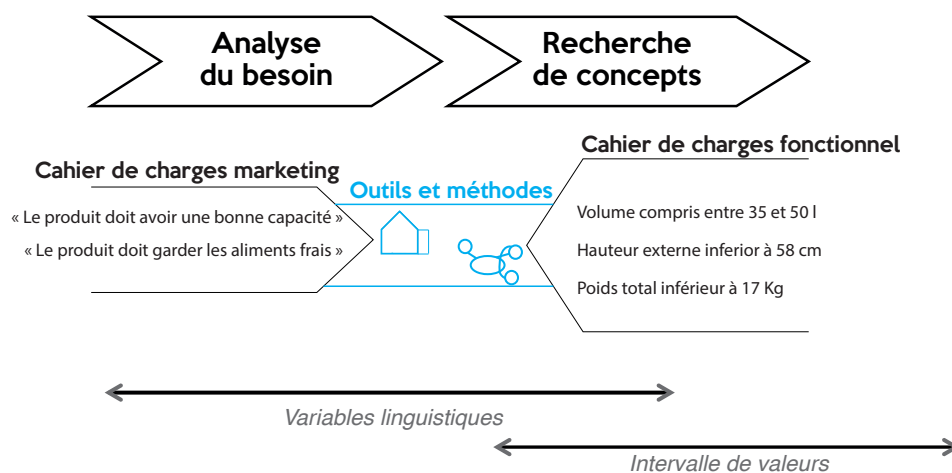 Analyse
du besoin
Recherche
de concepts
Cahier de charges marketing
Outils et méthodes
Cahier de charges fonctionnel
« Le produit doit avoir une bonne capacité »
« Le produit doit garder les aliments frais »
Volume compris entre 35 et 50 l
Hauteur externe inferior à 58 cm
Poids total inférieur à 17 Kg
Variables linguistiques
Intervalle de valeurs